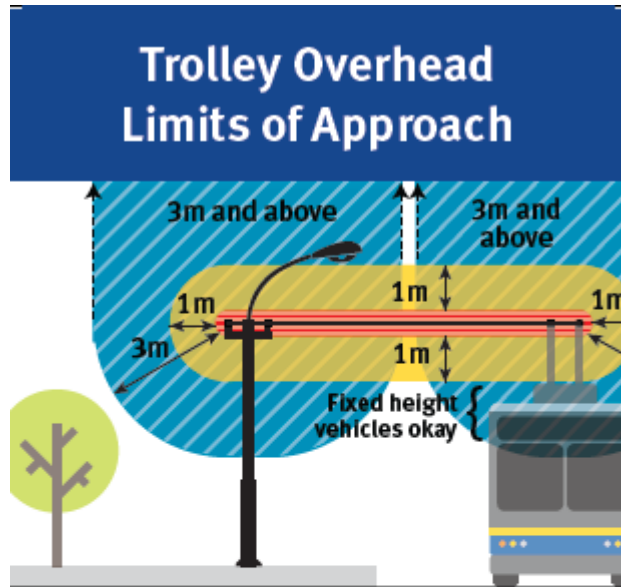 Trolley Overhead
Limits of Approach
3m and above
3m and
above
1m
1m
1m
3m
1m
Fixed height
vehicles okay